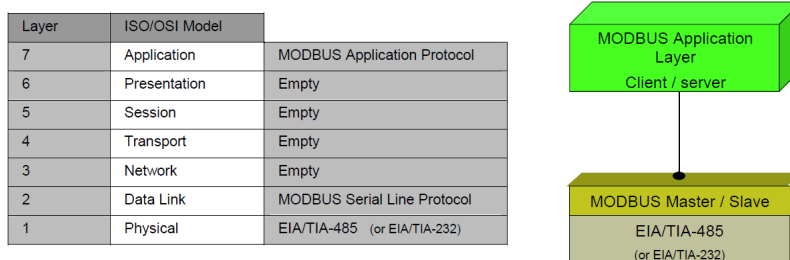 Layer ISO/OSI Model
7 Application MODBUS Application Protocol
6 Presentation Empty
5 Session Empty
4 Transport Empty
3 Network Empty
2 Data Link MODBUS Serial Line Protocol
1 Physical EIA/TIA-485 (or EIA/TIA-232)
MODBUS Application
Layer
Client / server
MODBUS Master / Slave
EIA/TIA-485
(or EIA/TIA-232)